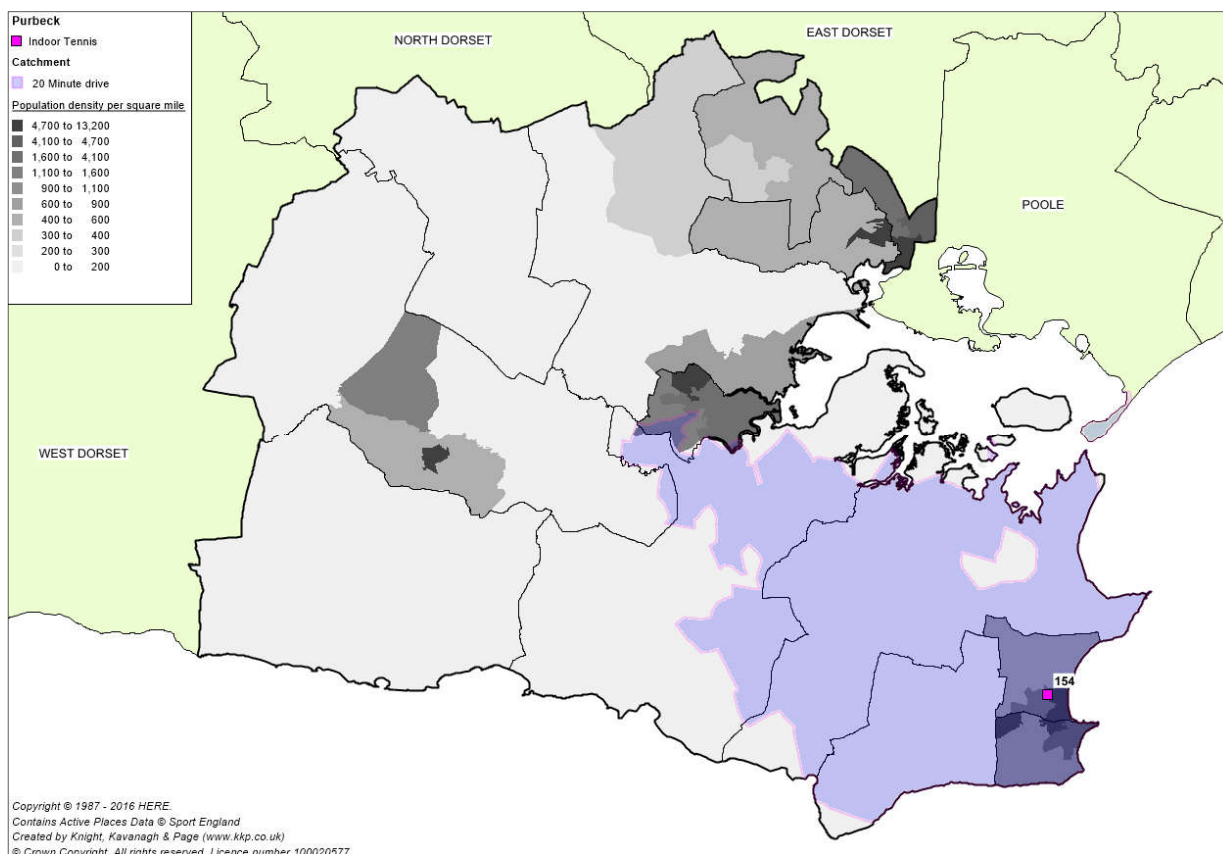 Purbeck
Indoor Tennis
Catchment
20 Minute drive
Population density per square mile
4,700 to 13,200
4,100 to 4,700
1,600 to 4,100
1,100 to 1,600
900 to 1,100
600 to 900
400 to 600
300 to 400
200 to 300
0 to 200
NORTH DORSET
EAST DORSET
POOLE
WEST DORSET
154
Copyright © 1987 - 2016 HERE.
Contains Active Places Data © Sport England
Created by Knight, Kavanagh & Page (www.kkp.co.uk)
© Crown Copyright. All rights reserved. Licence number 100020577.